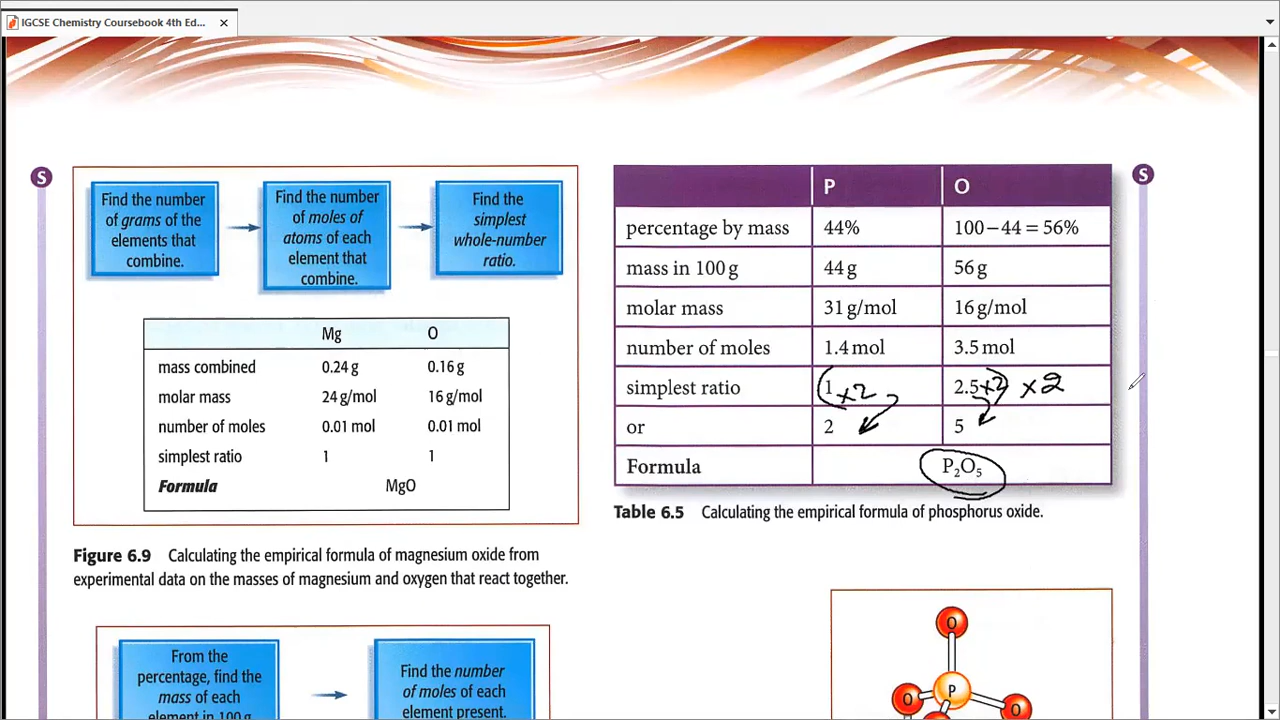 IGCSE Chemistry Coursebook 4th Ed...
S
Find the number
of grams of the
elements that
combine.
Find the number
of moles of
atoms of each
element that
combine.
Find the
simplest
whole-number
ratio.
Mg O
mass combined 0.24 g 0.16 g
molar mass 24 g/mol 16 g/mol
number of moles 0.01 mol 0.01 mol
simplest ratio 1 1
Formula MgO
Figure 6.9 Calculating the empirical formula of magnesium oxide from
experimental data on the masses of magnesium and oxygen that react together.
From the
percentage, find the
mass of each
element in 100 g
Find the number
of moles of each
element present.
P O
percentage by mass 44% 100 – 44 = 56%
mass in 100 g 44 g 56 g
molar mass 31 g/mol 16 g/mol
number of moles 1.4 mol 3.5 mol
simplest ratio 1 ×2 2.5 ×2 ×2
or 2 5
Formula P₂O₅
Table 6.5 Calculating the empirical formula of phosphorus oxide.
S
O
P
O
O
O